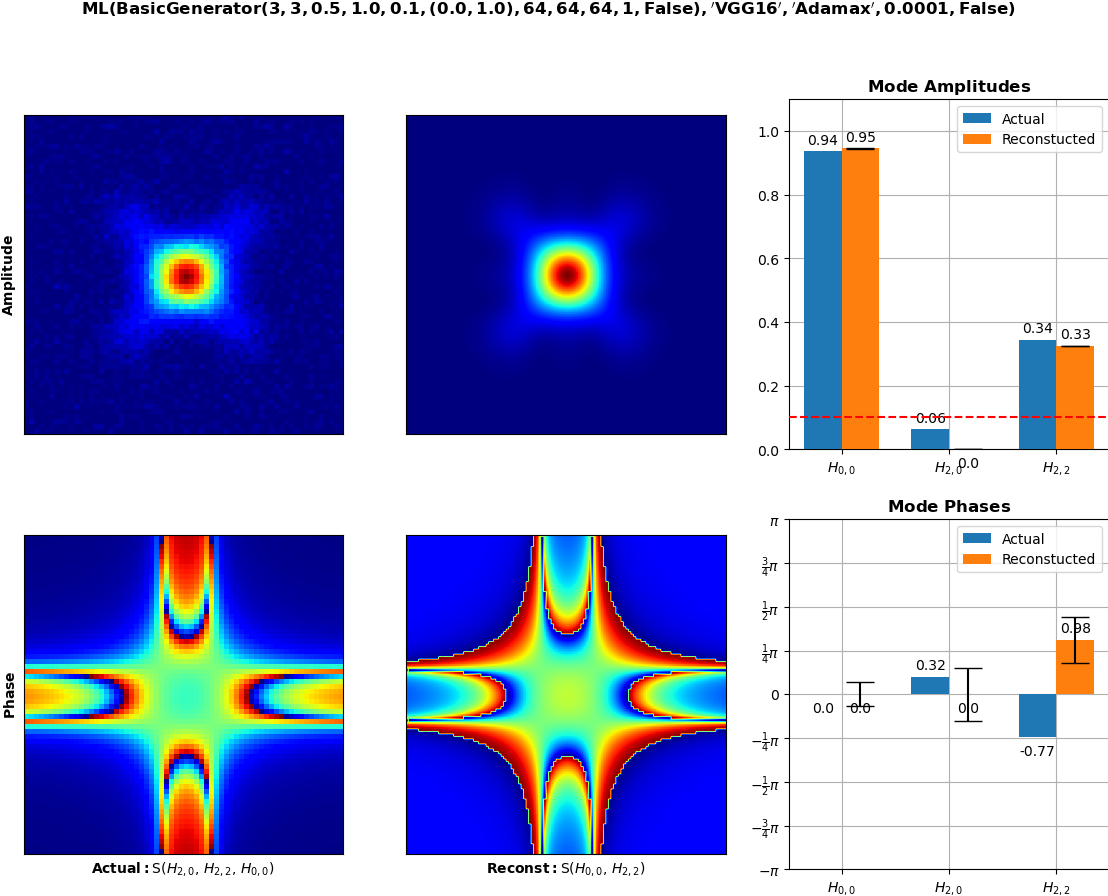 ML(BasicGenerator(3, 3, 0.5, 1.0, 0.1, (0.0, 1.0), 64, 64, 64, 1, False), ′VGG16′, ′Adamax′, 0.0001, False)
Amplitude
Mode Amplitudes
1.0
0.8
0.6
0.4
0.2
0.0
Actual
Reconstucted
0.94
0.95
0.06
0.0
0.34
0.33
H0,0
H2,0
H2,2
Phase
Actual: S(H2,0, H2,2, H0,0)
Reconst: S(H0,0, H2,2)
Mode Phases
π
3/4π
1/2π
1/4π
0
−1/4π
−1/2π
−3/4π
−π
Actual
Reconstucted
0.0
0.0
0.32
0.0
-0.77
0.98
H0,0
H2,0
H2,2